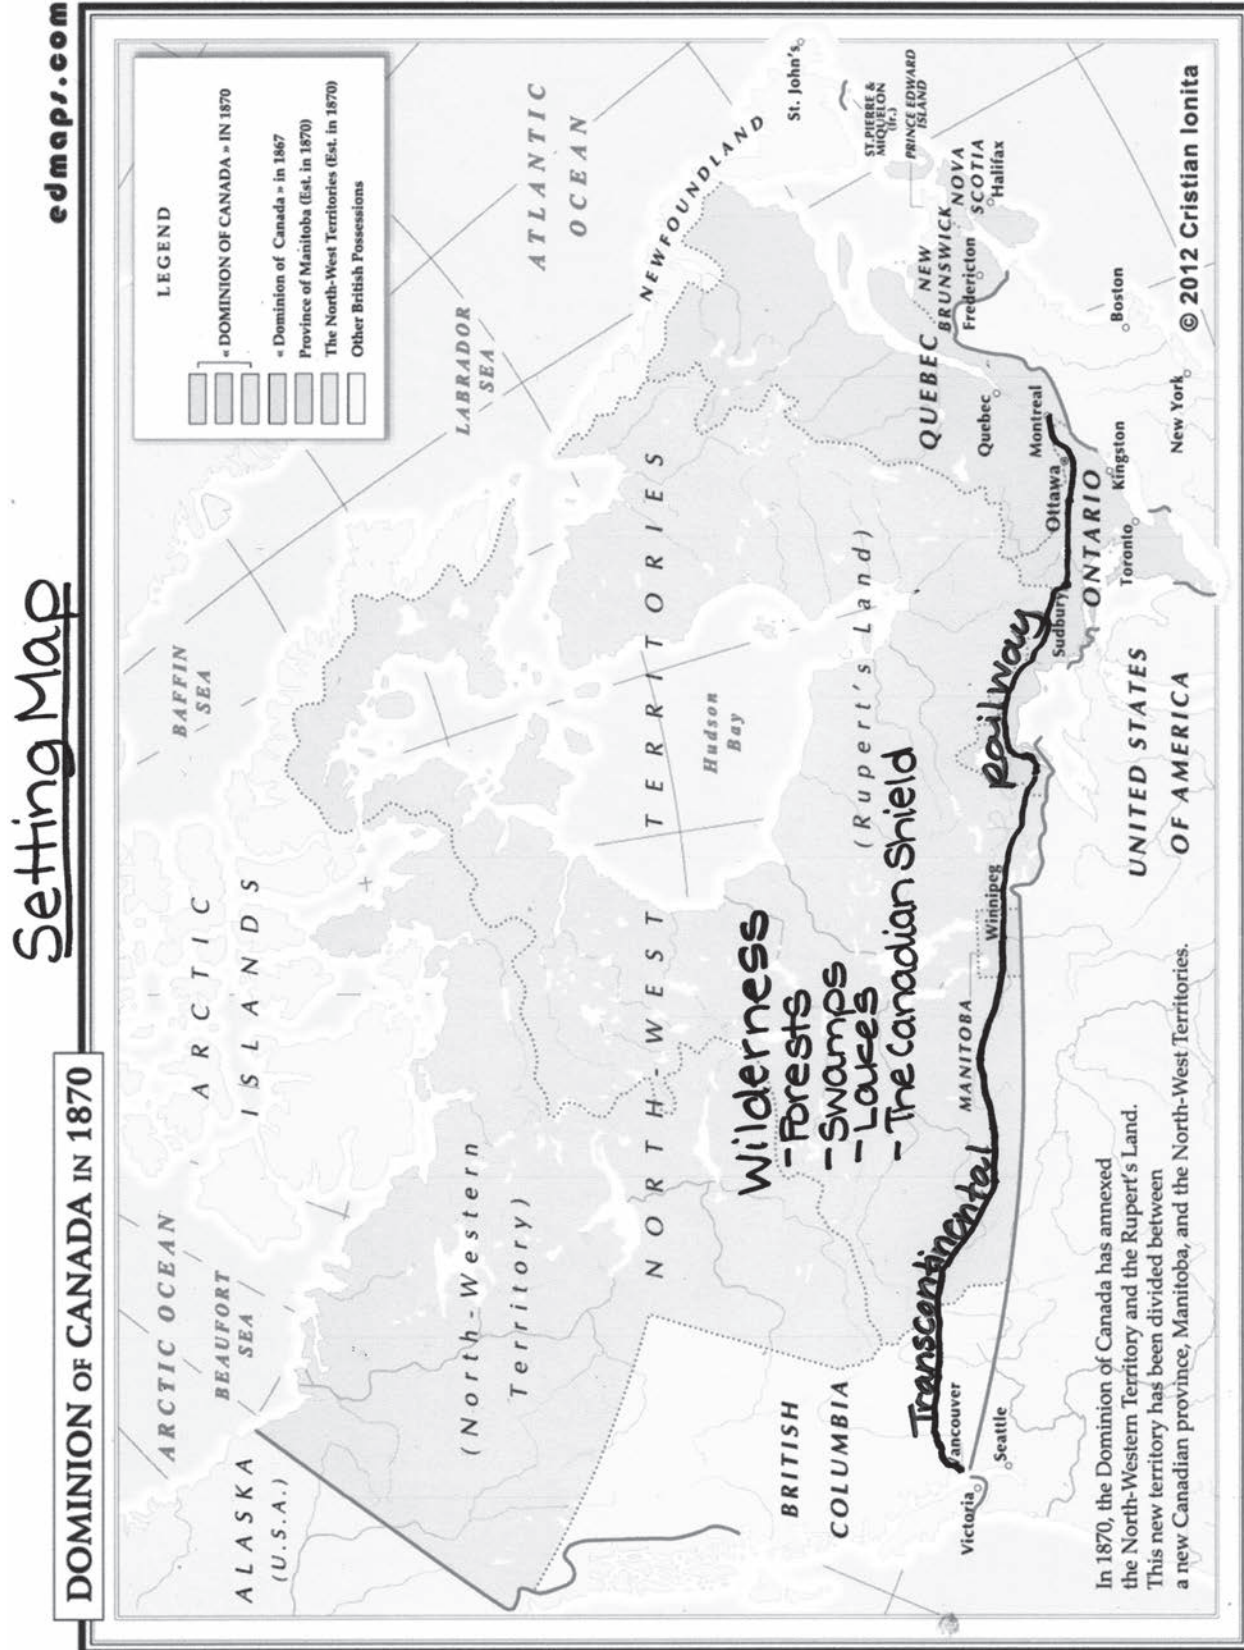 Setting Map
edmaps.com
DOMINION OF CANADA IN 1870
LEGEND
« DOMINION OF CANADA » IN 1870
« Dominion of Canada » in 1867
Province of Manitoba (Est. in 1870)
The North-West Territories (Est. in 1870)
Other British Possessions
ARCTIC OCEAN
BEAUFORT
SEA
ALASKA
(U.S.A.)
ARCTIC
ISLANDS
BAFFIN
SEA
LABRADOR
SEA
ATLANTIC
OCEAN
(North-Western
Territory)
NORTH-WEST TERRITORIES
NEWFOUNDLAND
St. John's
ST.PIERRE &
MIQUELON
(fr.)
PRINCE EDWARD
ISLAND
Hudson
Bay
(Rupert's Land)
Wilderness
- Forests
- Swamps
- Lakes
- The Canadian Shield
BRITISH
COLUMBIA
QUEBEC
NEW
BRUNSWICK
NOVA
SCOTIA
Halifax
Fredericton
Quebec
Montreal
Ottawa
Kingston
ONTARIO
Toronto
Sudbury
Transcontinental railway
MANITOBA
Winnipeg
Vancouver
Victoria
Seattle
UNITED STATES
OF AMERICA
Boston
New York
In 1870, the Dominion of Canada has annexed
the North-Western Territory and the Rupert's Land.
This new territory has been divided between
a new Canadian province, Manitoba, and the North-West Territories.
© 2012 Cristian Ionita